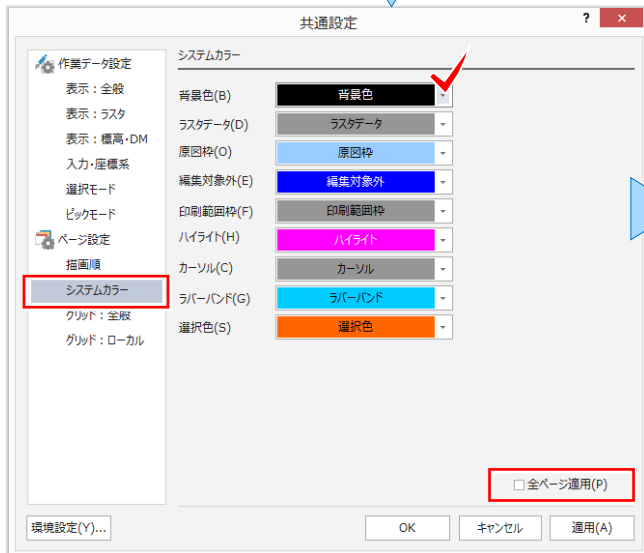 共通設定
? ×
作業データ設定
表示：全般
表示：ラスタ
表示：標高・DM
入力・座標系
選択モード
ピックモード
ページ設定
描画順
システムカラー
グリッド：全般
グリッド：ローカル
システムカラー
背景色(B) 背景色
ラスタデータ(D) ラスタデータ
原図枠(O) 原図枠
編集対象外(E) 編集対象外
印刷範囲枠(F) 印刷範囲枠
ハイライト(H) ハイライト
カーソル(C) カーソル
ラバーバンド(G) ラバーバンド
選択色(S) 選択色
全ページ適用(P)
環境設定(Y)... OK キャンセル 適用(A)